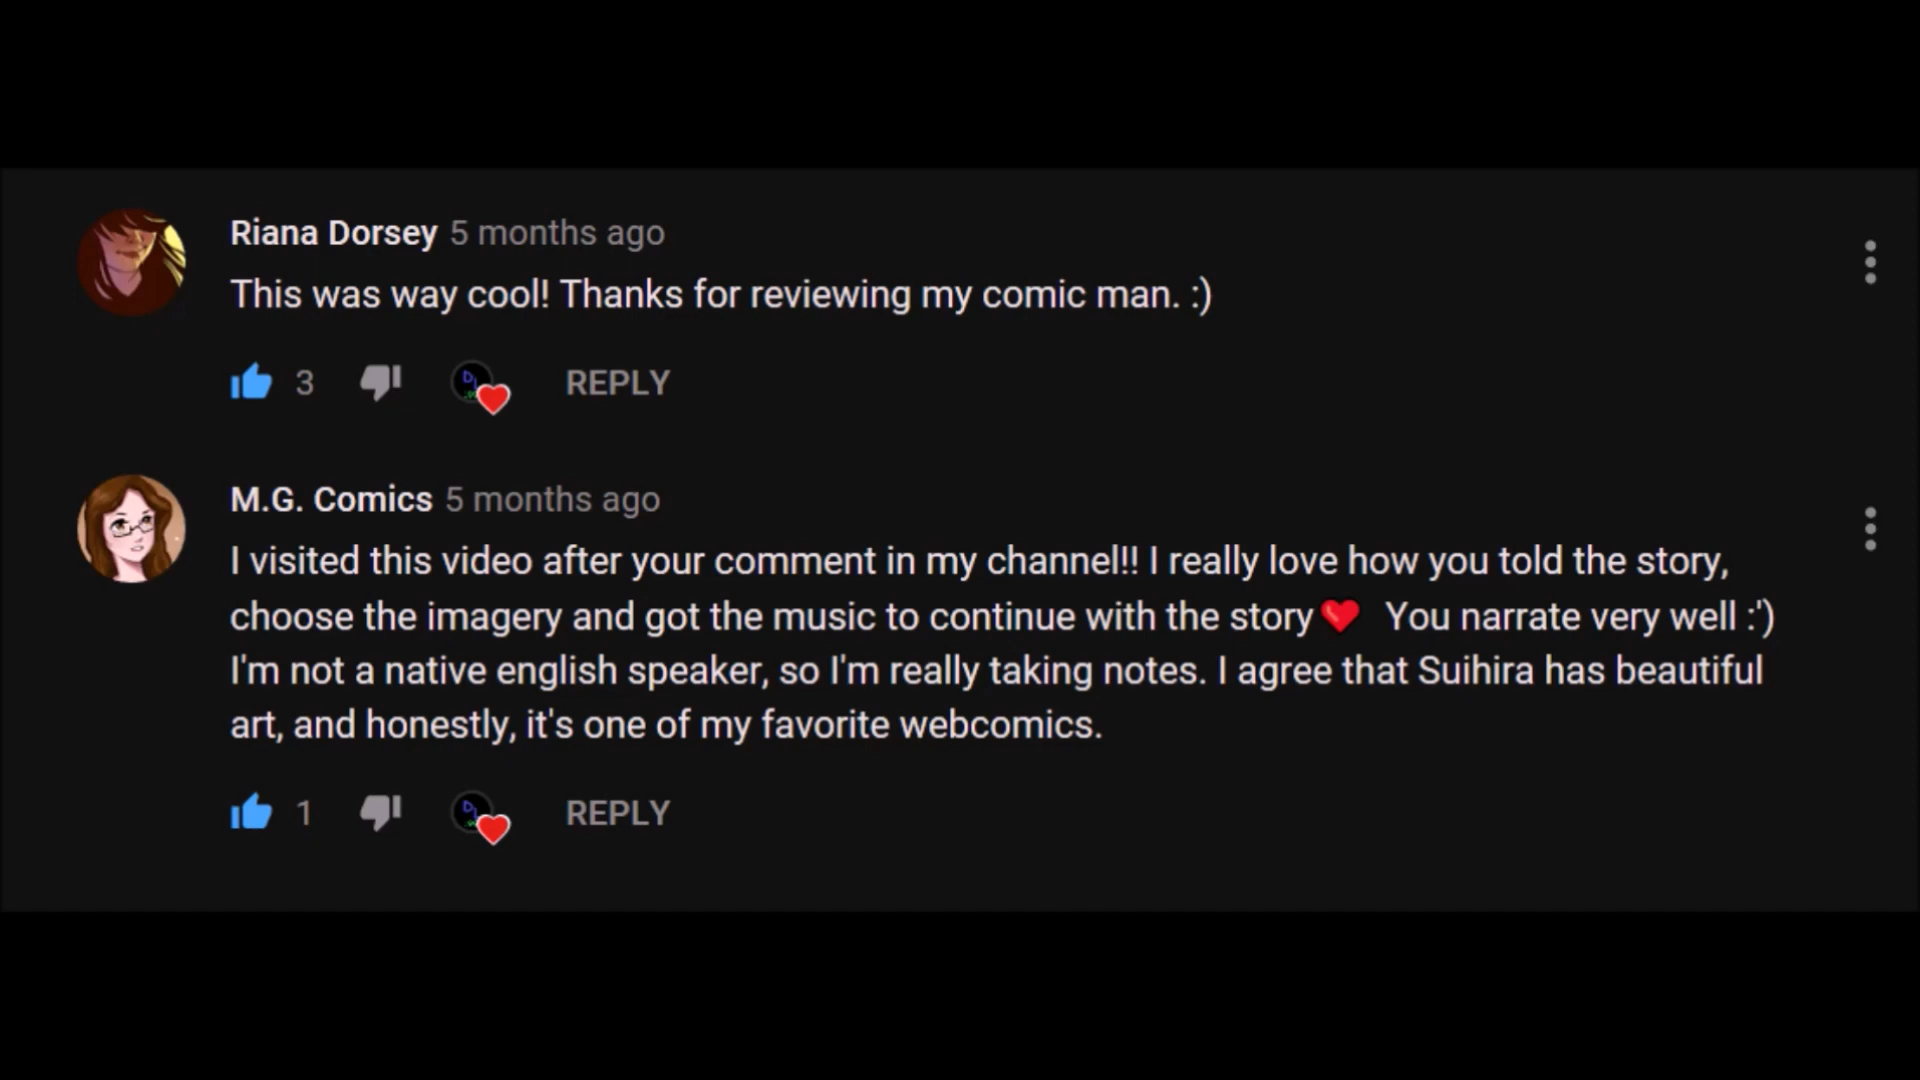 Riana Dorsey 5 months ago
This was way cool! Thanks for reviewing my comic man. :)
3 REPLY
M.G. Comics 5 months ago
I visited this video after your comment in my channel!! I really love how you told the story,
choose the imagery and got the music to continue with the story❤️ You narrate very well :')
I'm not a native english speaker, so I'm really taking notes. I agree that Suihira has beautiful
art, and honestly, it's one of my favorite webcomics.
1 REPLY